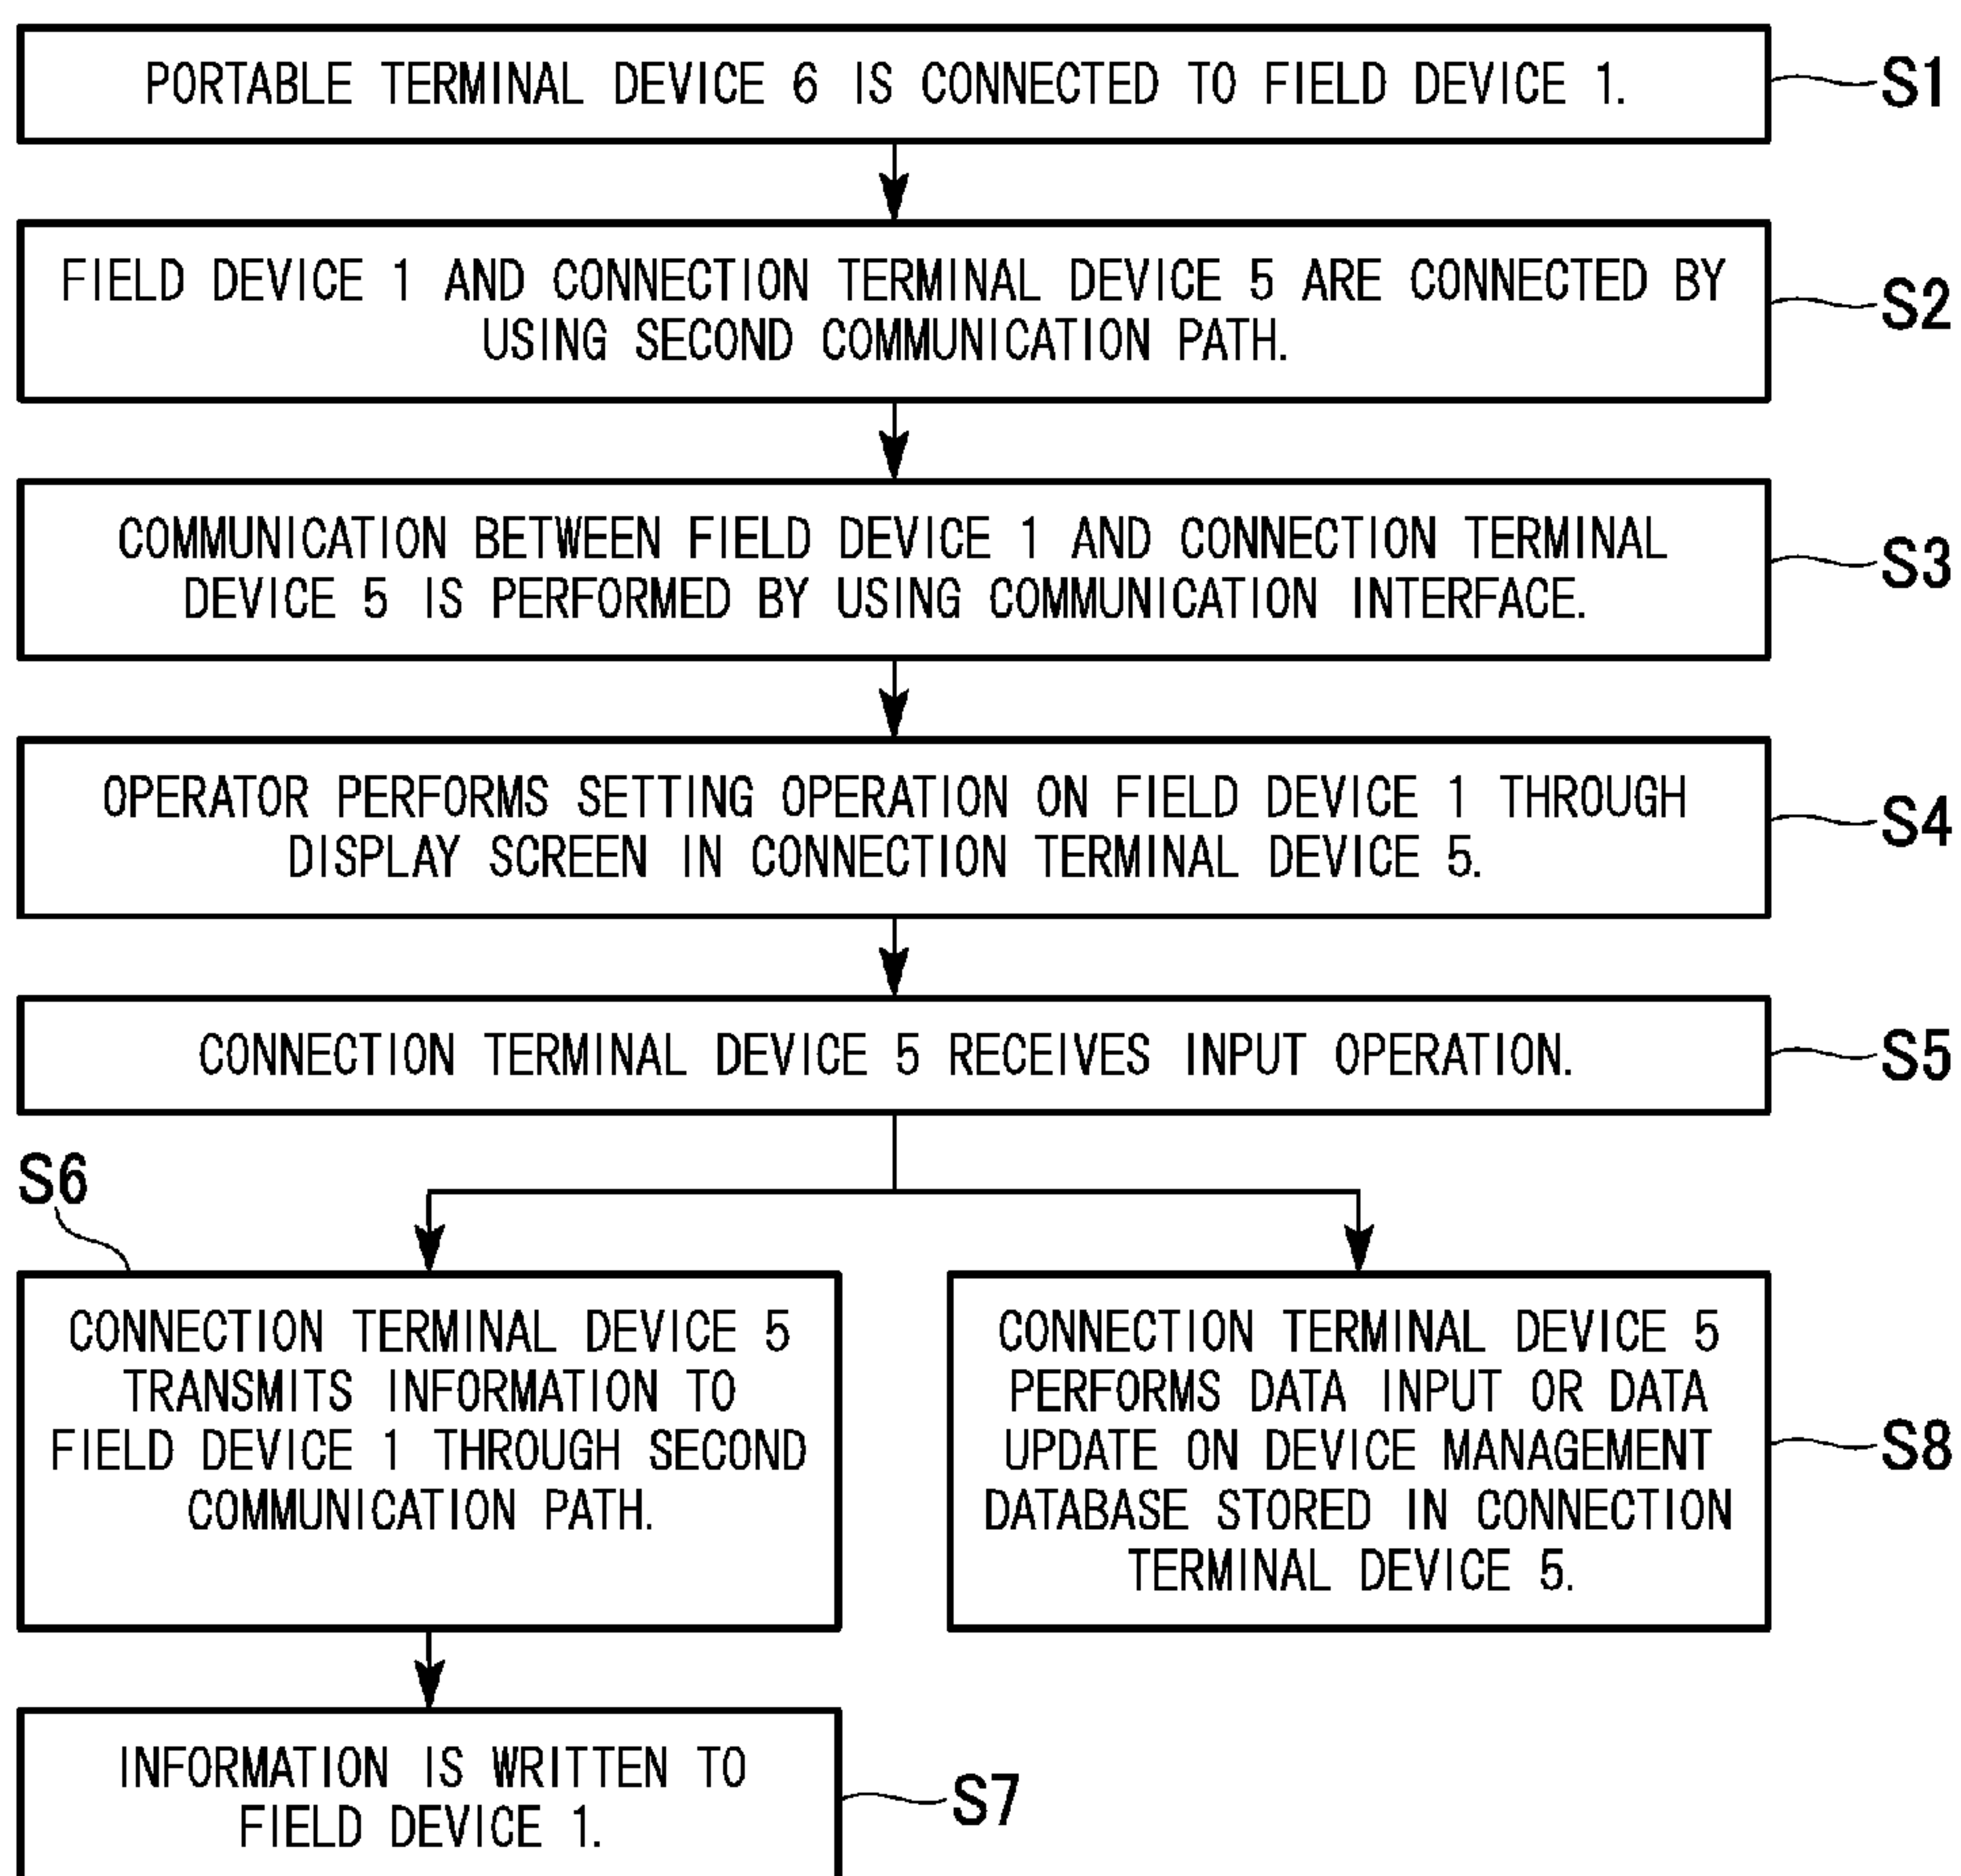 PORTABLE TERMINAL DEVICE 6 IS CONNECTED TO FIELD DEVICE 1.
S1
FIELD DEVICE 1 AND CONNECTION TERMINAL DEVICE 5 ARE CONNECTED BY
USING SECOND COMMUNICATION PATH.
S2
COMMUNICATION BETWEEN FIELD DEVICE 1 AND CONNECTION TERMINAL
DEVICE 5 IS PERFORMED BY USING COMMUNICATION INTERFACE.
S3
OPERATOR PERFORMS SETTING OPERATION ON FIELD DEVICE 1 THROUGH
DISPLAY SCREEN IN CONNECTION TERMINAL DEVICE 5.
S4
CONNECTION TERMINAL DEVICE 5 RECEIVES INPUT OPERATION.
S5
S6
CONNECTION TERMINAL DEVICE 5
TRANSMITS INFORMATION TO
FIELD DEVICE 1 THROUGH SECOND
COMMUNICATION PATH.
CONNECTION TERMINAL DEVICE 5
PERFORMS DATA INPUT OR DATA
UPDATE ON DEVICE MANAGEMENT
DATABASE STORED IN CONNECTION
TERMINAL DEVICE 5.
S8
INFORMATION IS WRITTEN TO
FIELD DEVICE 1.
S7